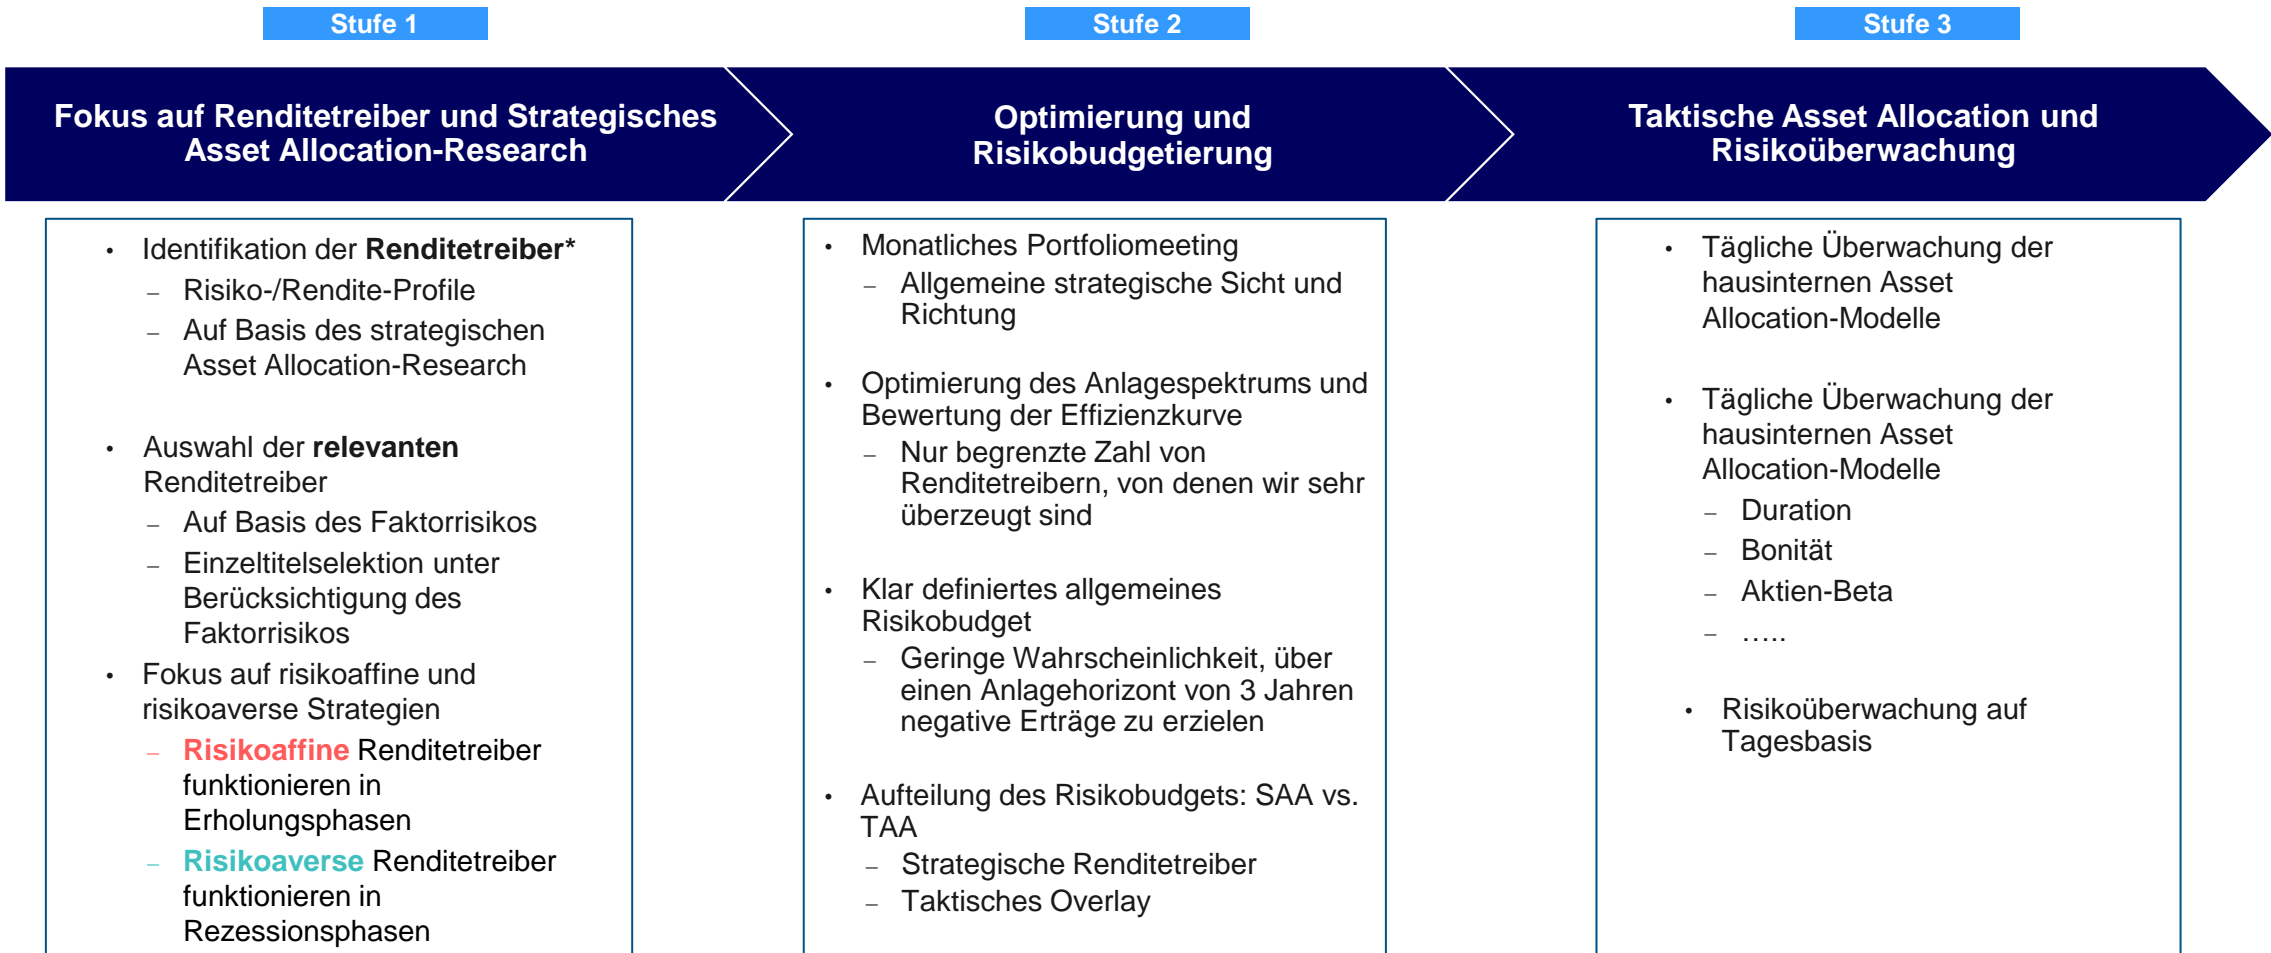 Stufe 1
Stufe 2
Stufe 3
Fokus auf Renditetreiber und Strategisches
Asset Allocation-Research
Optimierung und
Risikobudgetierung
Taktische Asset Allocation und
Risikoüberwachung
• Identifikation der Renditetreiber*
– Risiko-/Rendite-Profile
– Auf Basis des strategischen
Asset Allocation-Research
• Auswahl der relevanten
Renditetreiber
– Auf Basis des Faktorrisikos
– Einzeltitelselektion unter
Berücksichtigung des
Faktorrisikos
• Fokus auf risikoaffine und
risikoaverse Strategien
– Risikoaffine Renditetreiber
funktionieren in
Erholungsphasen
– Risikoaverse Renditetreiber
funktionieren in
Rezessionsphasen
• Monatliches Portfoliomeeting
– Allgemeine strategische Sicht und
Richtung
• Optimierung des Anlagespektrums und
Bewertung der Effizienzkurve
– Nur begrenzte Zahl von
Renditetreibern, von denen wir sehr
überzeugt sind
• Klar definiertes allgemeines
Risikobudget
– Geringe Wahrscheinlichkeit, über
einen Anlagehorizont von 3 Jahren
negative Erträge zu erzielen
• Aufteilung des Risikobudgets: SAA vs.
TAA
– Strategische Renditetreiber
– Taktisches Overlay
• Tägliche Überwachung der
hausinternen Asset
Allocation-Modelle
• Tägliche Überwachung der
hausinternen Asset
Allocation-Modelle
– Duration
– Bonität
– Aktien-Beta
– …..
• Risikoüberwachung auf
Tagesbasis